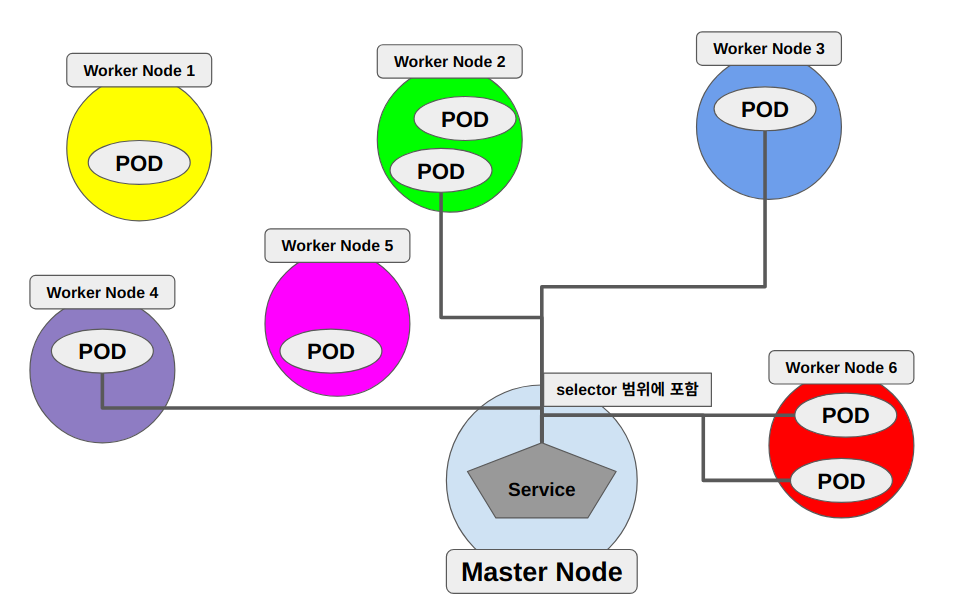 Worker Node 1
POD
Worker Node 2
POD
POD
Worker Node 3
POD
Worker Node 4
POD
Worker Node 5
POD
selector 범위에 포함
Worker Node 6
POD
POD
Service
Master Node